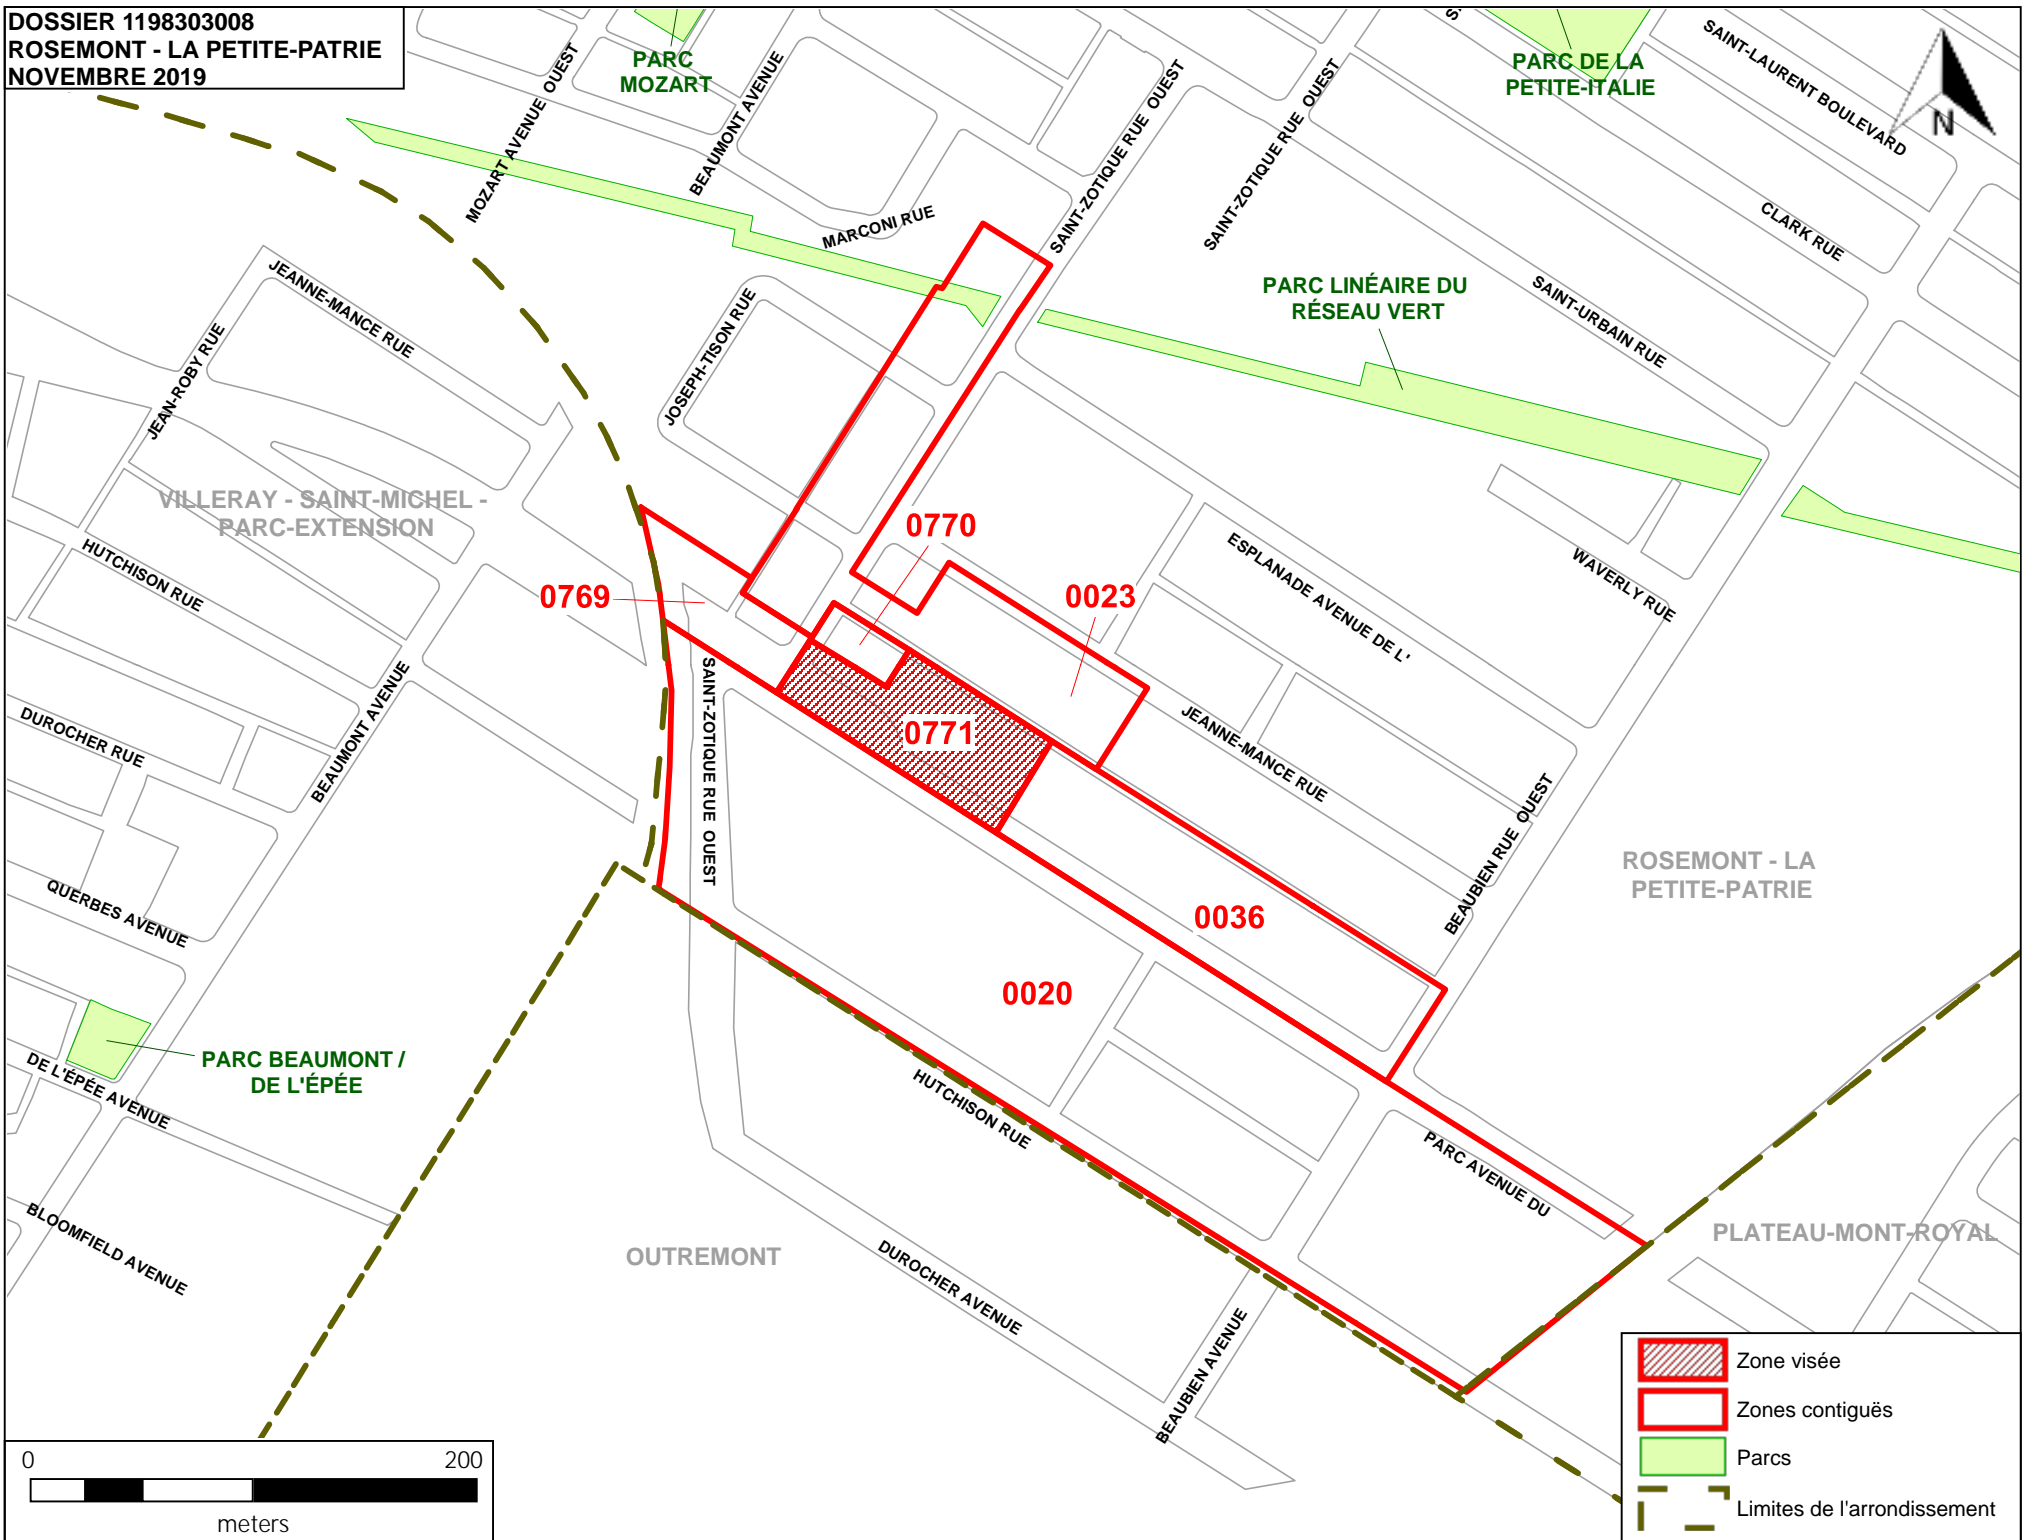 DOSSIER 1198303008
ROSEMONT - LA PETITE-PATRIE
NOVEMBRE 2019
PARC
MOZART
PARC DE LA
PETITE-ITALIE
SAINT-LAURENT BOULEVARD
N
MOZART AVENUE OUEST
BEAUMONT AVENUE
SAINT-ZOTIQUE RUE OUEST
SAINT-ZOTIQUE RUE OUEST
CLARK RUE
MARCONI RUE
JEANNE-MANCE RUE
JEAN-ROBY RUE
JOSEPH-TISON RUE
PARC LINÉAIRE DU
RÉSEAU VERT
SAINT-URBAIN RUE
VILLERAY - SAINT-MICHEL -
PARC-EXTENSION
HUTCHISON RUE
0770
0769
0023
ESPLANADE AVENUE DE L'
WAVERLY RUE
DUROCHER RUE
BEAUMONT AVENUE
SAINT-ZOTIQUE RUE OUEST
0771
JEANNE-MANCE RUE
BEAUBIEN RUE OUEST
ROSEMONT - LA
PETITE-PATRIE
QUERBES AVENUE
0036
0020
PARC BEAUMONT /
DE L'ÉPÉE
DE L'ÉPÉE AVENUE
HUTCHISON RUE
PARC AVENUE DU
BLOOMFIELD AVENUE
OUTREMONT
DUROCHER AVENUE
PLATEAU-MONT-ROYAL
BEAUBIEN AVENUE
Zone visée
Zones contiguës
Parcs
Limites de l'arrondissement
0 200
meters